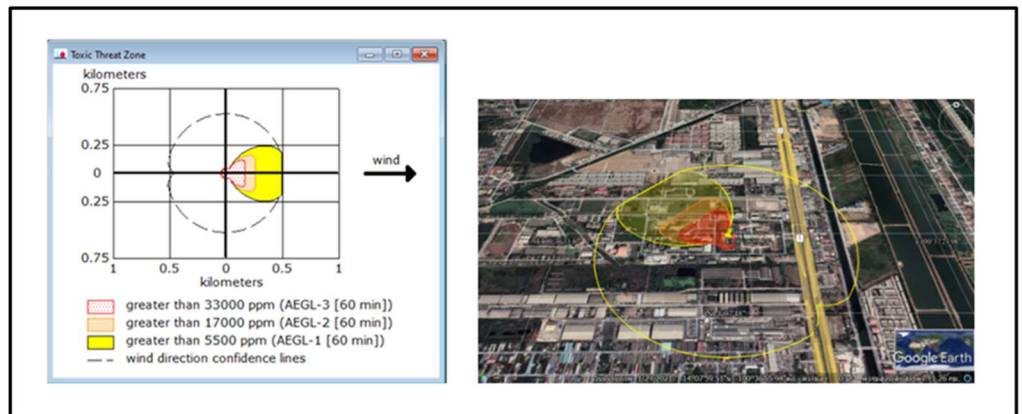 Toxic Threat Zone
kilometers
0.75
0.25
0
0.25
0.75
1 0.5 0 0.5 1
kilometers
wind
greater than 33000 ppm (AEGL-3 [60 min])
greater than 17000 ppm (AEGL-2 [60 min])
greater than 5500 ppm (AEGL-1 [60 min])
wind direction confidence lines
Google Earth